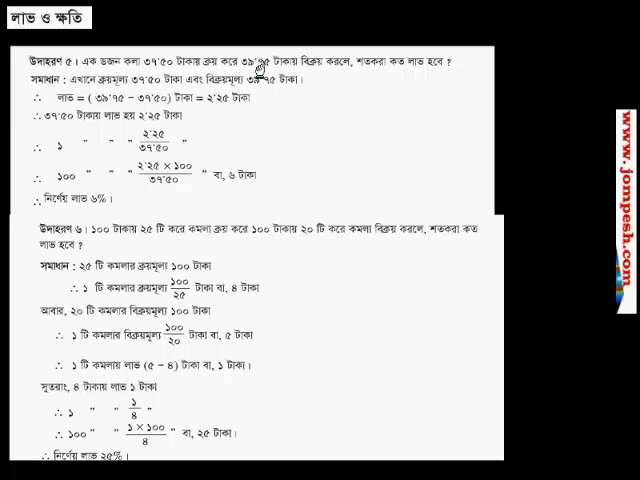 লাভ ও ক্ষতি
উদাহরণ ৫। এক ডজন কলা ৩৭'৫০ টাকায় ক্রয় করে ৩৯'৭৫ টাকায় বিক্রয় করলে, শতকরা কত লাভ হবে ?
সমাধান : এখানে ক্রয়মূল্য ৩৭'৫০ টাকা এবং বিক্রয়মূল্য ৩৯'৭৫ টাকা।
∴ লাভ = ( ৩৯'৭৫ − ৩৭'৫০) টাকা = ২'২৫ টাকা
∴ ৩৭'৫০ টাকায় লাভ হয় ২'২৫ টাকা
∴ ১ " " " ২'২৫/৩৭'৫০ "
∴ ১০০ " " " ২'২৫ × ১০০/৩৭'৫০ " বা, ৬ টাকা
∴ নির্ণেয় লাভ ৬%।
উদাহরণ ৬। ১০০ টাকায় ২৫ টি করে কমলা ক্রয় করে ১০০ টাকায় ২০ টি করে কমলা বিক্রয় করলে, শতকরা কত
লাভ হবে ?
সমাধান : ২৫ টি কমলার ক্রয়মূল্য ১০০ টাকা
∴ ১ টি কমলার ক্রয়মূল্য ১০০/২৫ টাকা বা, ৪ টাকা
আবার, ২০ টি কমলার বিক্রয়মূল্য ১০০ টাকা
∴ ১ টি কমলার বিক্রয়মূল্য ১০০/২০ টাকা বা, ৫ টাকা
∴ ১ টি কমলায় লাভ (৫ − ৪) টাকা বা, ১ টাকা।
সুতরাং, ৪ টাকায় লাভ ১ টাকা
∴ ১ " " ১/৪ "
∴ ১০০ " " ১ × ১০০/৪ " বা, ২৫ টাকা।
∴ নির্ণেয় লাভ ২৫%।
www.jompesh.com